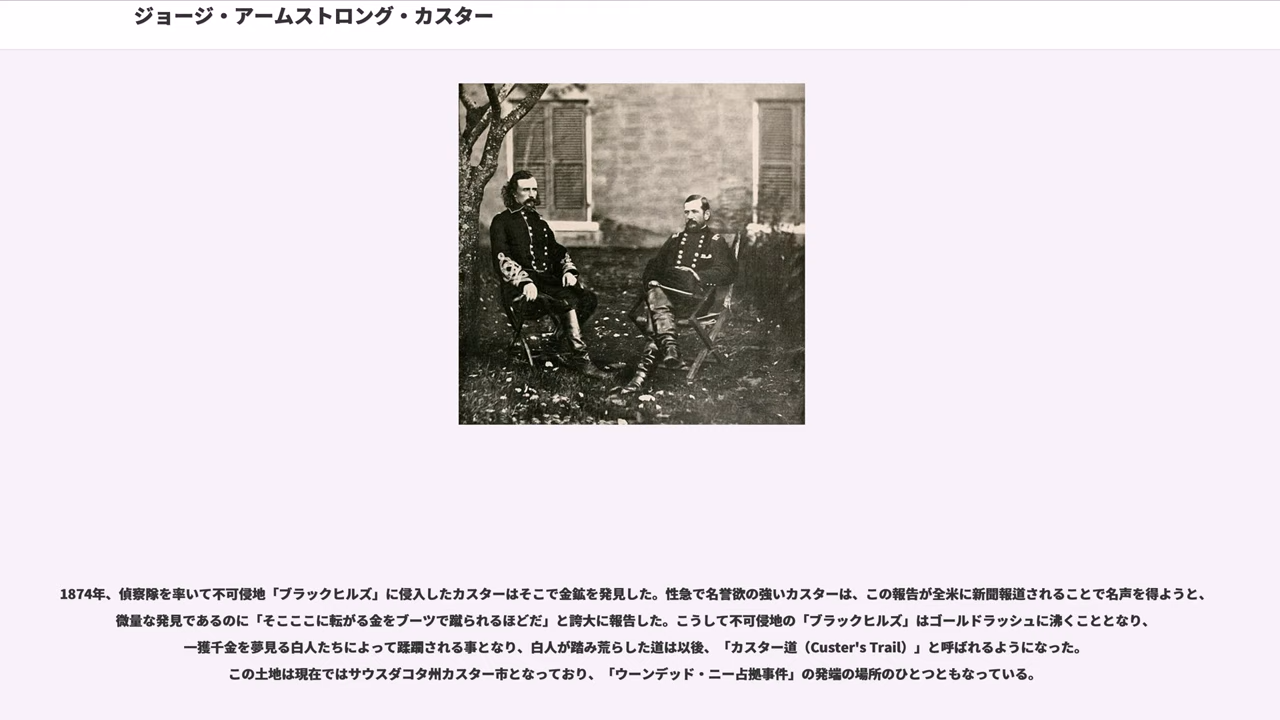 ジョージ・アームストロング・カスター
1874年、偵察隊を率いて不可侵地「ブラックヒルズ」に侵入したカスターはそこで金鉱を発見した。性急で名誉欲の強いカスターは、この報告が全米に新聞報道されることで名声を得ようと、
微量な発見であるのに「そこここに転がる金をブーツで蹴られるほどだ」と誇大に報告した。こうして不可侵地の「ブラックヒルズ」はゴールドラッシュに沸くこととなり、
一獲千金を夢見る白人たちによって蹂躙される事となり、白人が踏み荒らした道は以後、「カスター道（Custer's Trail）」と呼ばれるようになった。
この土地は現在ではサウスダコタ州カスター市となっており、「ウーンデッド・ニー占拠事件」の発端の場所のひとつともなっている。